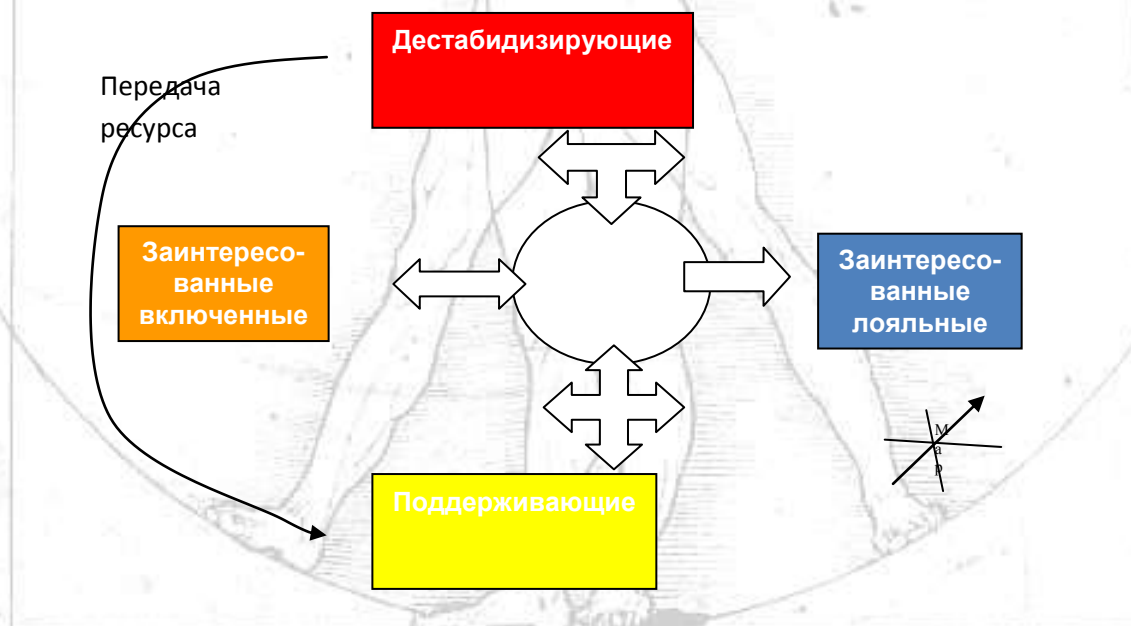 Дестабидизирующие
Передача
ресурса
Заинтересо-
ванные
включенные
Заинтересо-
ванные
лояльные
М
а
р
Поддерживающие